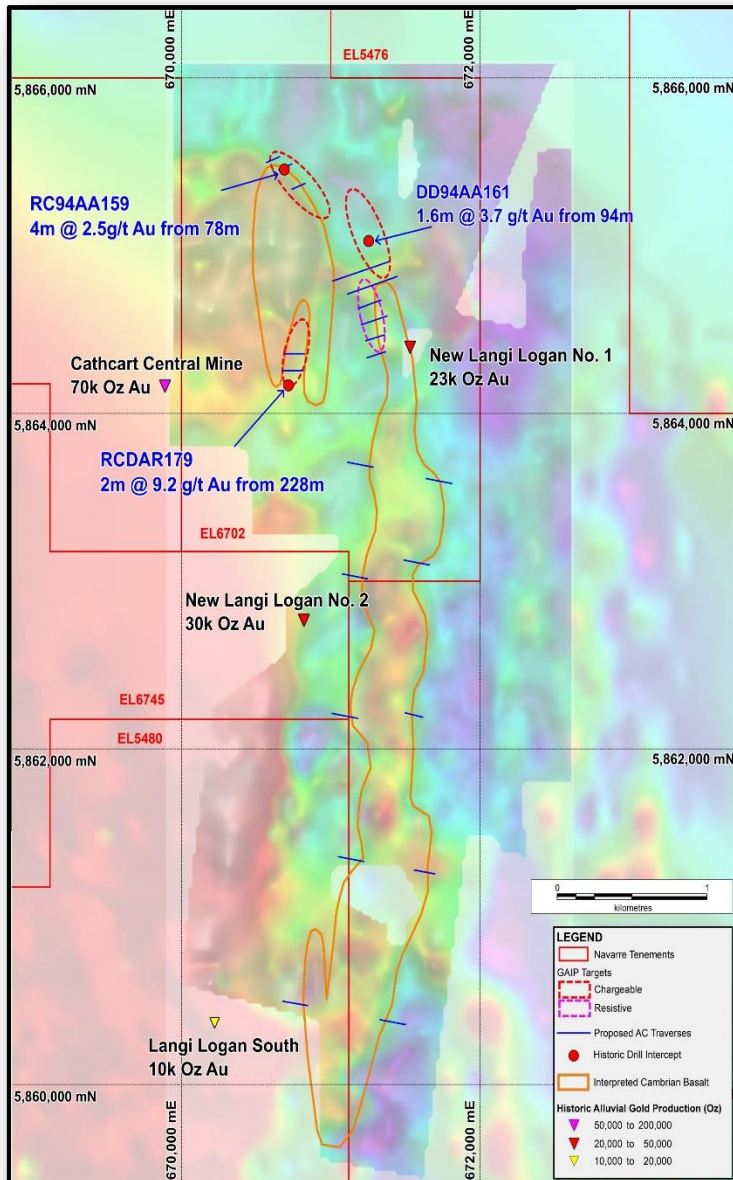 670,000 mE
672,000 mE
EL5476
5,866,000 mN
5,866,000 mN
RC94AA159
4m @ 2.5g/t Au from 78m
DD94AA161
1.6m @ 3.7 g/t Au from 94m
Cathcart Central Mine
70k Oz Au
New Langi Logan No. 1
23k Oz Au
5,864,000 mN
5,864,000 mN
RCDAR179
2m @ 9.2 g/t Au from 228m
EL6702
New Langi Logan No. 2
30k Oz Au
EL6745
EL5480
5,862,000 mN
5,862,000 mN
0
1
kilometres
LEGEND
Navarre Tenements
GAIP Targets
Chargeable
Resistive
Proposed AC Traverses
Historic Drill Intercept
Interpreted Cambrian Basalt
Historic Alluvial Gold Production (Oz)
50,000 to 200,000
20,000 to 50,000
10,000 to 20,000
Langi Logan South
10k Oz Au
5,860,000 mN
670,000 mE
672,000 mE